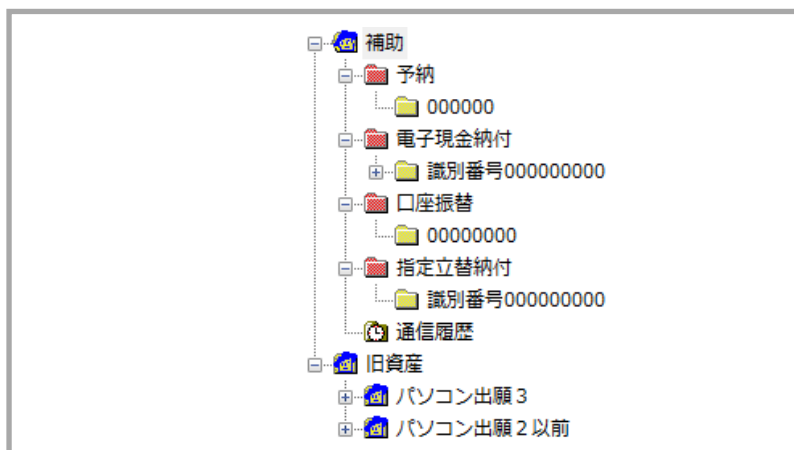 補助
予納
000000
電子現金納付
識別番号000000000
口座振替
00000000
指定立替納付
識別番号000000000
通信履歴
旧資産
パソコン出願３
パソコン出願２以前